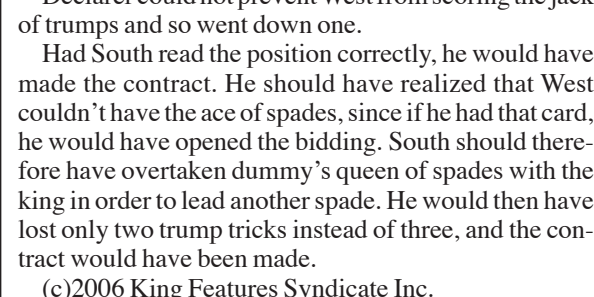 Declarer could not prevent West from scoring the jack
of trumps and so went down one.
Had South read the position correctly, he would have
made the contract. He should have realized that West
couldn't have the ace of spades, since if he had that card,
he would have opened the bidding. South should there-
fore have overtaken dummy's queen of spades with the
king in order to lead another spade. He would then have
lost only two trump tricks instead of three, and the con-
tract would have been made.
(c)2006 King Features Syndicate Inc.